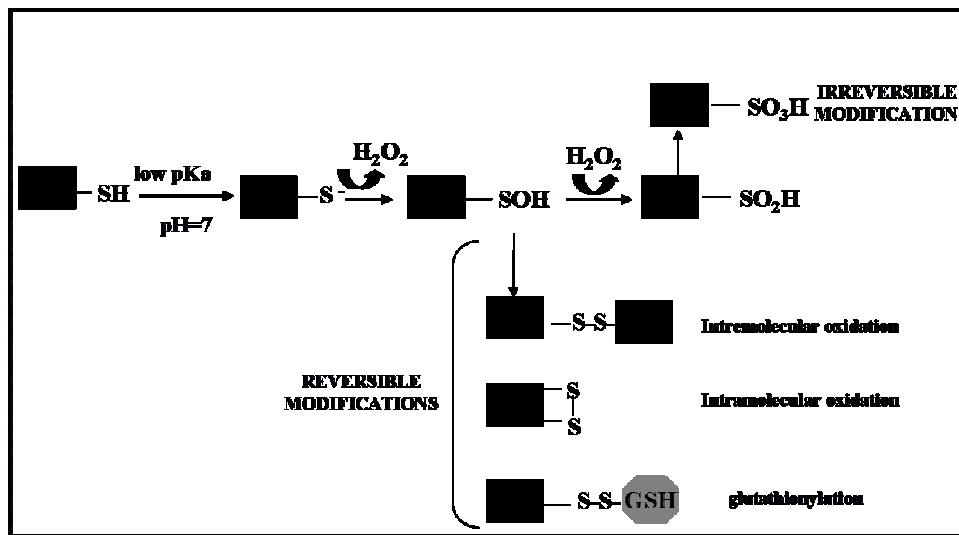 IRREVERSIBLE
MODIFICATION
SO₃H
H₂O₂
H₂O₂
low pKa
SH
S⁻
SOH
SO₂H
pH=7
S S
Intremolecular oxidation
REVERSIBLE
MODIFICATIONS
S
S
Intramolecular oxidation
S S GSH
glutathionylation